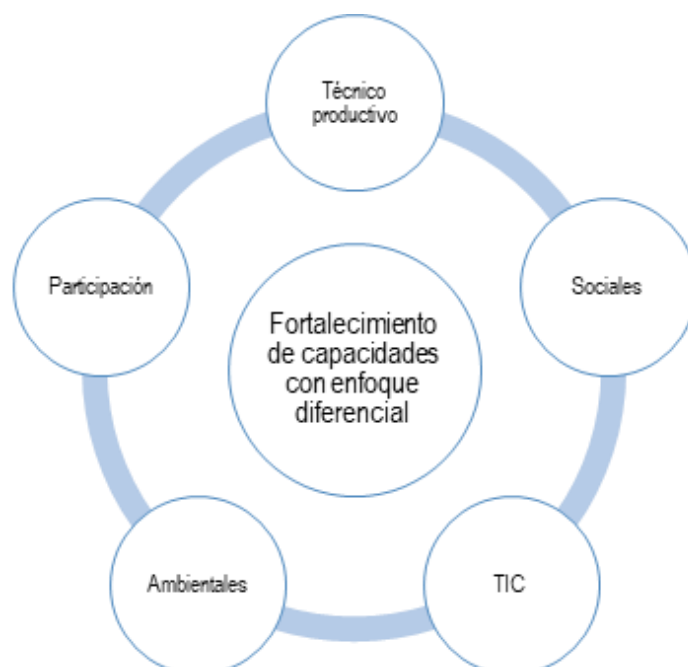 Técnico
productivo
Participación
Sociales
Fortalecimiento
de capacidades
con enfoque
diferencial
Ambientales
TIC